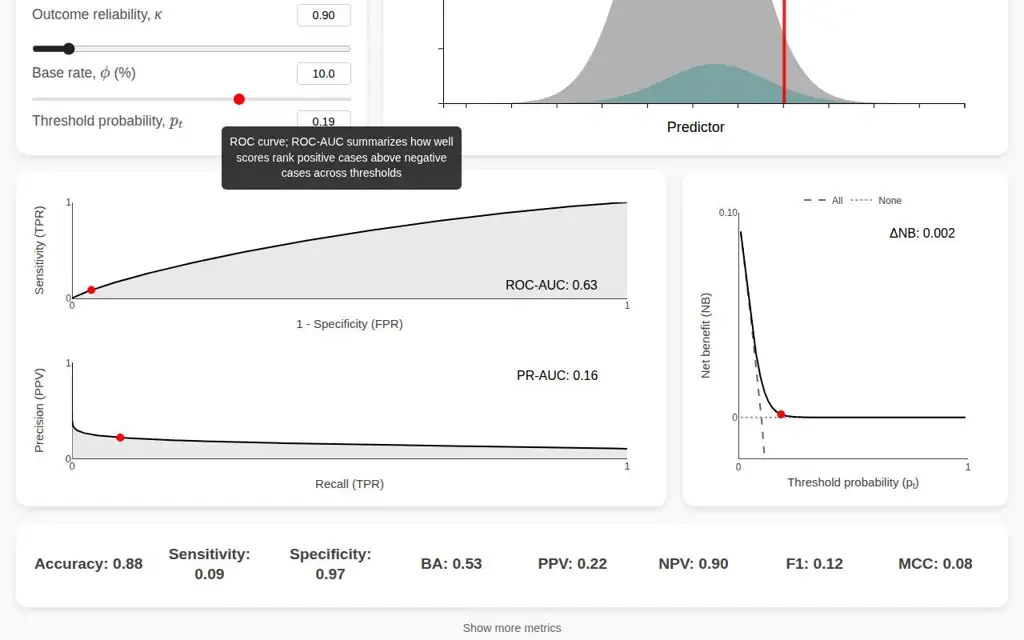 Outcome reliability, κ
0.90
Base rate, ϕ (%)
10.0
Threshold probability, pt
0.19
Predictor
ROC curve; ROC-AUC summarizes how well
scores rank positive cases above negative
cases across thresholds
Sensitivity (TPR)
1
0
0
1
ROC-AUC: 0.63
1 - Specificity (FPR)
Precision (PPV)
1
0
0
1
PR-AUC: 0.16
Recall (TPR)
All
None
0.10
ΔNB: 0.002
Net benefit (NB)
0
0
1
Threshold probability (pt)
Accuracy: 0.88
Sensitivity:
0.09
Specificity:
0.97
BA: 0.53
PPV: 0.22
NPV: 0.90
F1: 0.12
MCC: 0.08
Show more metrics